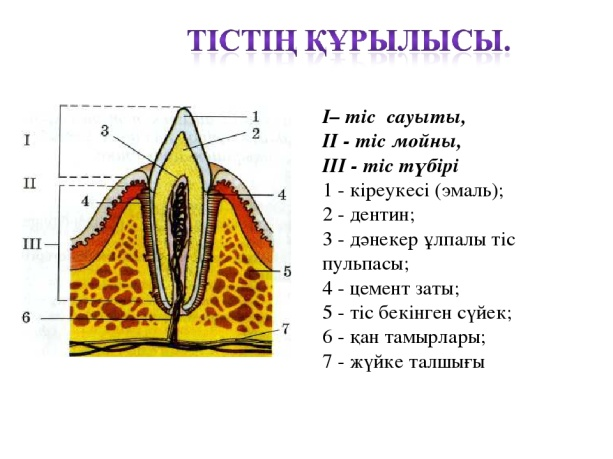 ТІСТІҢ ҚҰРЫЛЫСЫ.
I– тіс сауыты,
II - тіс мойны,
III - тіс түбірі
1 - кіреукесі (эмаль);
2 - дентин;
3 - дәнекер ұлпалы тіс
пульпасы;
4 - цемент заты;
5 - тіс бекінген сүйек;
6 - қан тамырлары;
7 - жүйке талшығы
I
II
III
1
2
3
4
4
5
6
7